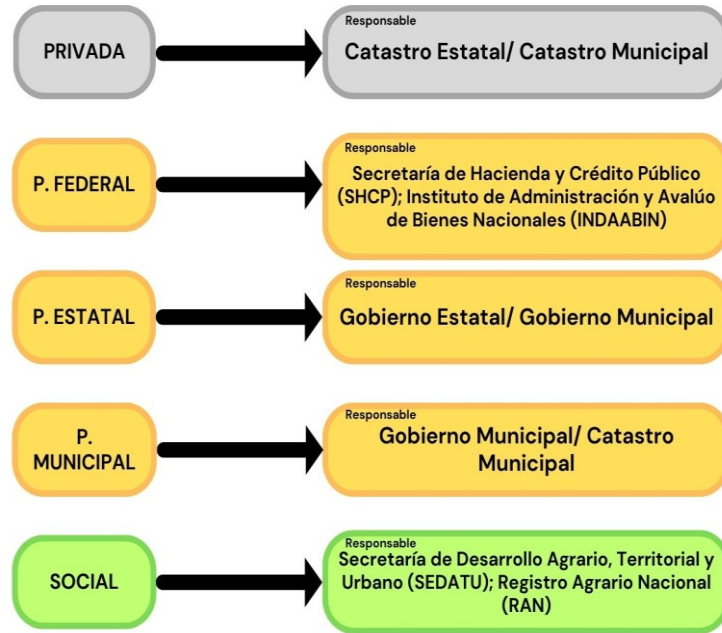 PRIVADA
Responsable
Catastro Estatal/ Catastro Municipal
P. FEDERAL
Responsable
Secretaría de Hacienda y Crédito Público
(SHCP); Instituto de Administración y Avalúo
de Bienes Nacionales (INDAABIN)
P. ESTATAL
Responsable
Gobierno Estatal/ Gobierno Municipal
P.
MUNICIPAL
Responsable
Gobierno Municipal/ Catastro
Municipal
SOCIAL
Responsable
Secretaría de Desarrollo Agrario, Territorial y
Urbano (SEDATU); Registro Agrario Nacional
(RAN)